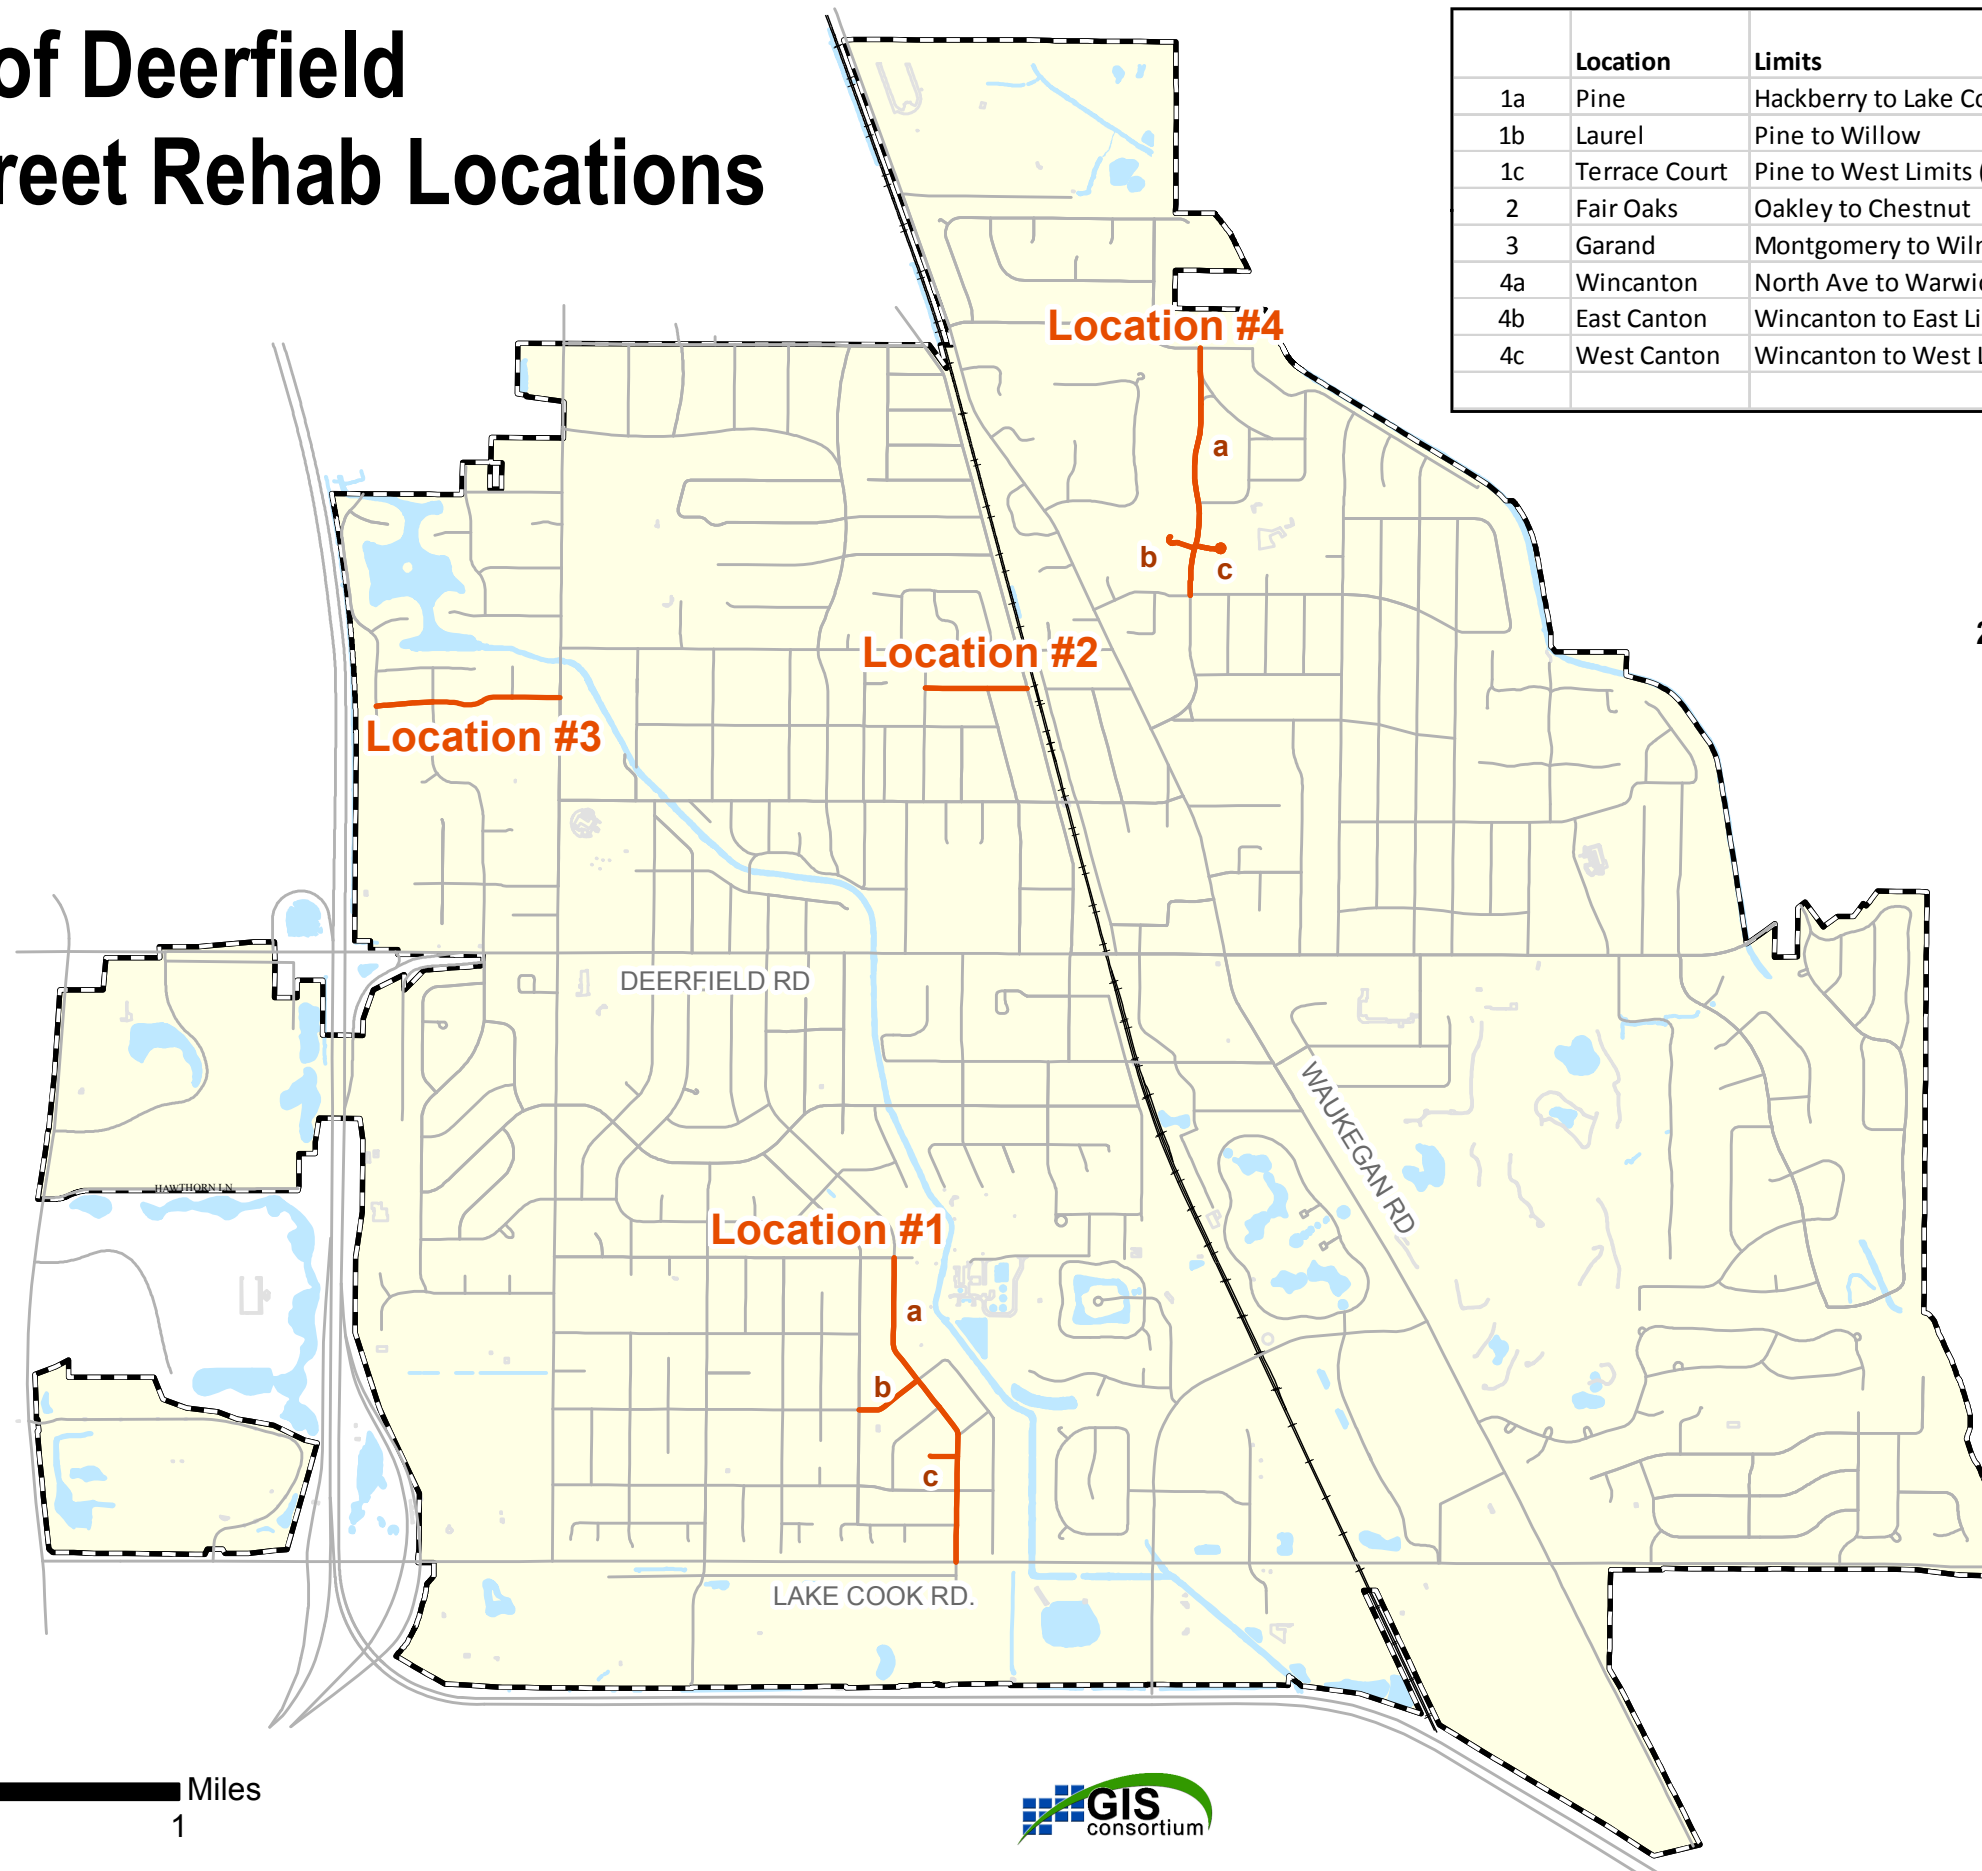 of Deerfield
reet Rehab Locations
Location Limits
1a Pine Hackberry to Lake Co
1b Laurel Pine to Willow
1c Terrace Court Pine to West Limits (
2 Fair Oaks Oakley to Chestnut
3 Garand Montgomery to Wilm
4a Wincanton North Ave to Warwic
4b East Canton Wincanton to East Li
4c West Canton Wincanton to West L
Location #4
a
b
c
2
Location #2
Location #3
DEERFIELD RD
WAUKEGAN RD
HAWTHORN LN
Location #1
a
b
c
LAKE COOK RD.
Miles
1
GIS
consortium